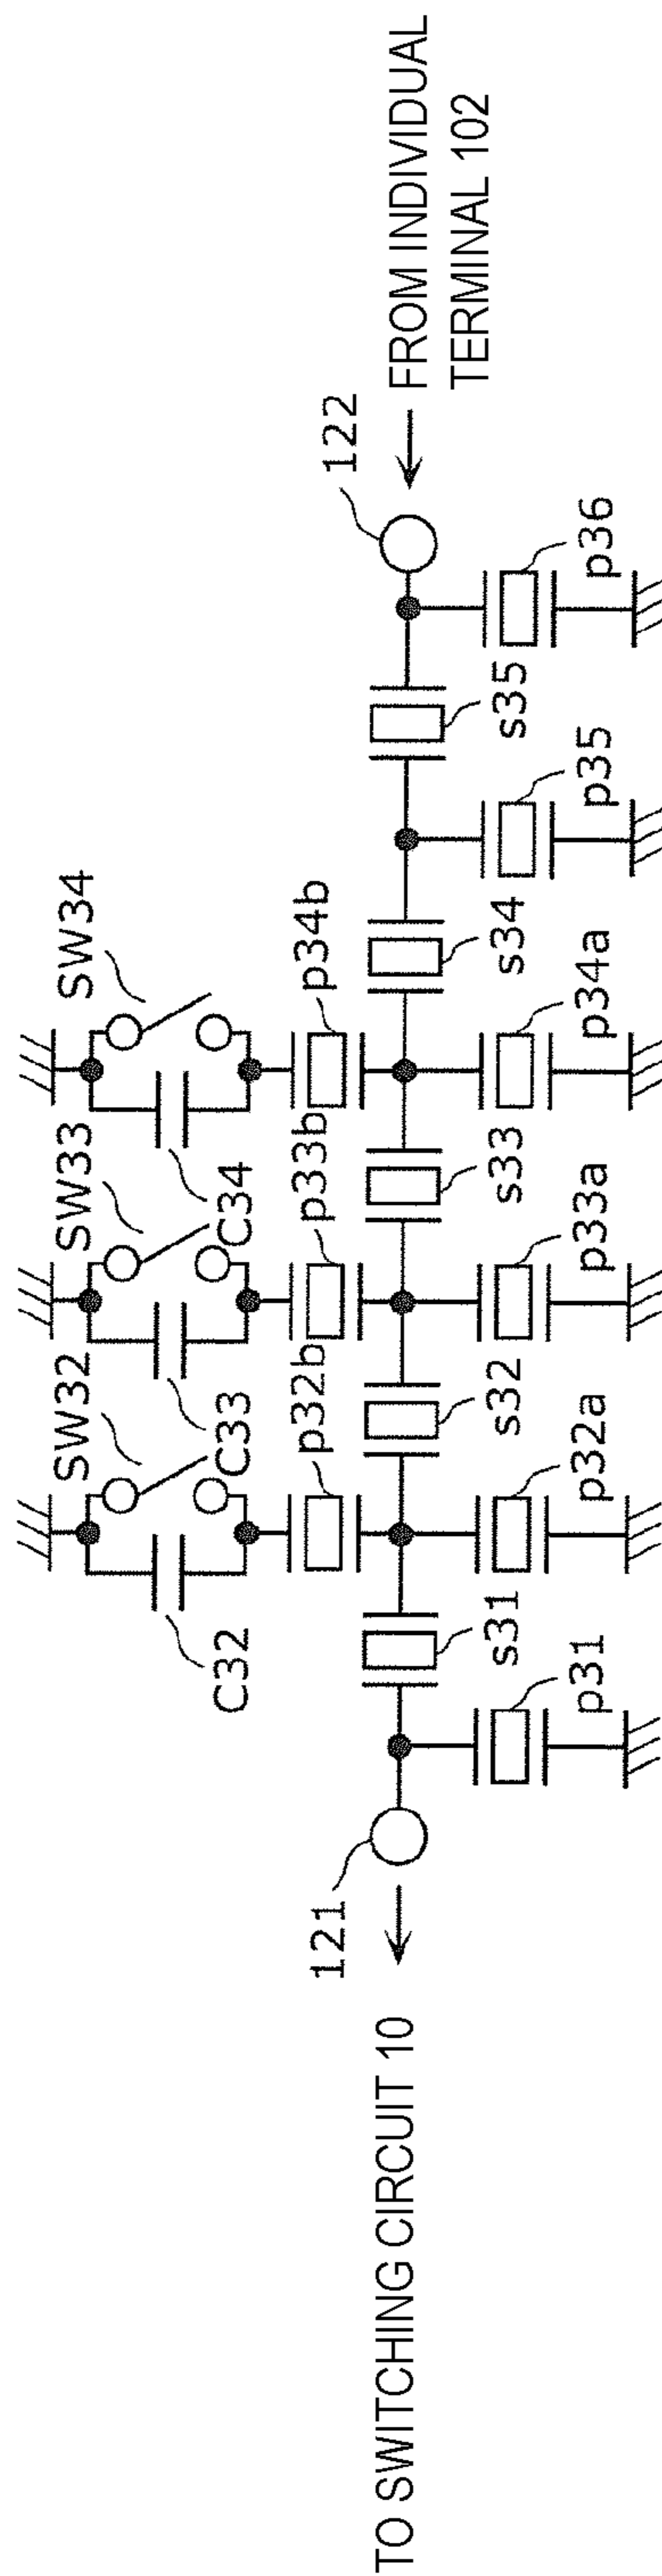 SW32
SW33
SW34
C32
C33
C34
p32b
p33b
p34b
121
122
TO SWITCHING CIRCUIT 10
FROM INDIVIDUAL
TERMINAL 102
s31
s32
s33
s34
s35
p31
p32a
p33a
p34a
p35
p36